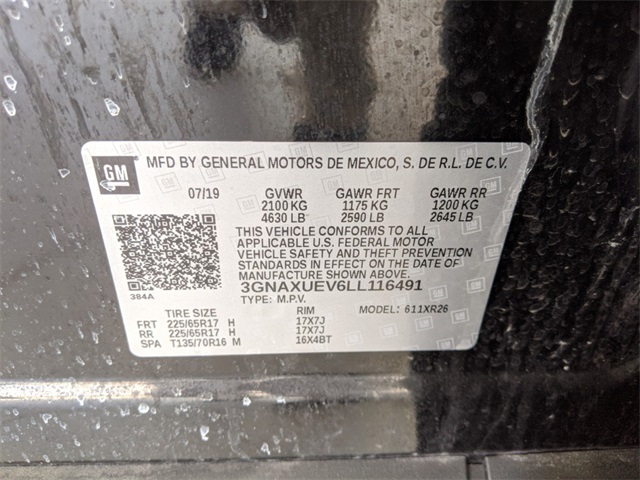 GM
MFD BY GENERAL MOTORS DE MEXICO, S. DE R.L. DE C.V.
07/19 GVWR GAWR FRT GAWR RR
2100 KG 1175 KG 1200 KG
4630 LB 2590 LB 2645 LB
THIS VEHICLE CONFORMS TO ALL
APPLICABLE U.S. FEDERAL MOTOR
VEHICLE SAFETY AND THEFT PREVENTION
STANDARDS IN EFFECT ON THE DATE OF
MANUFACTURE SHOWN ABOVE.
384A 3GNAXUEV6LL116491
TYPE: M.P.V.
TIRE SIZE RIM MODEL: 611XR26
FRT 225/65R17 H 17X7J
RR 225/65R17 H 17X7J
SPA T135/70R16 M 16X4BT